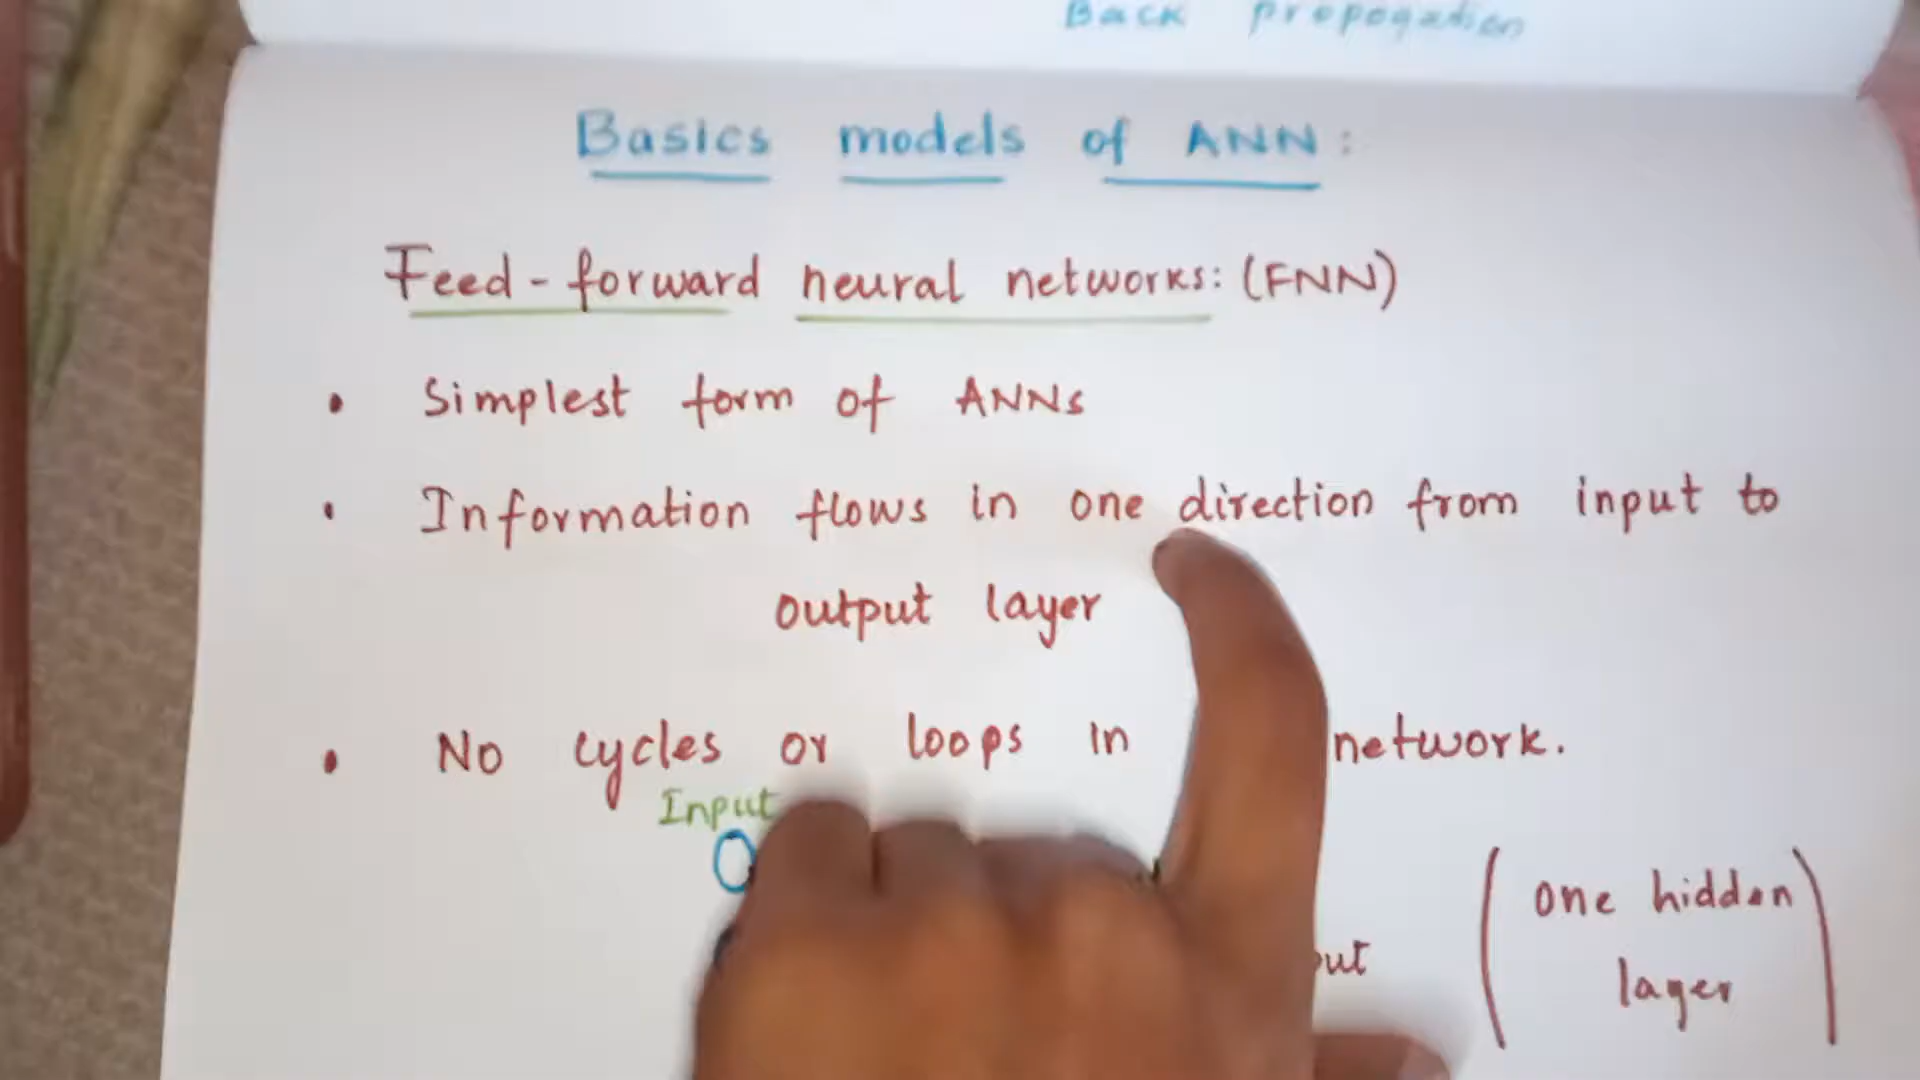 Back propogation
Basics models of ANN:
Feed-forward neural networks: (FNN)
• Simplest form of ANNs
• Information flows in one direction from input to
output layer
• No cycles or loops in network.
Input
one hidden
layer